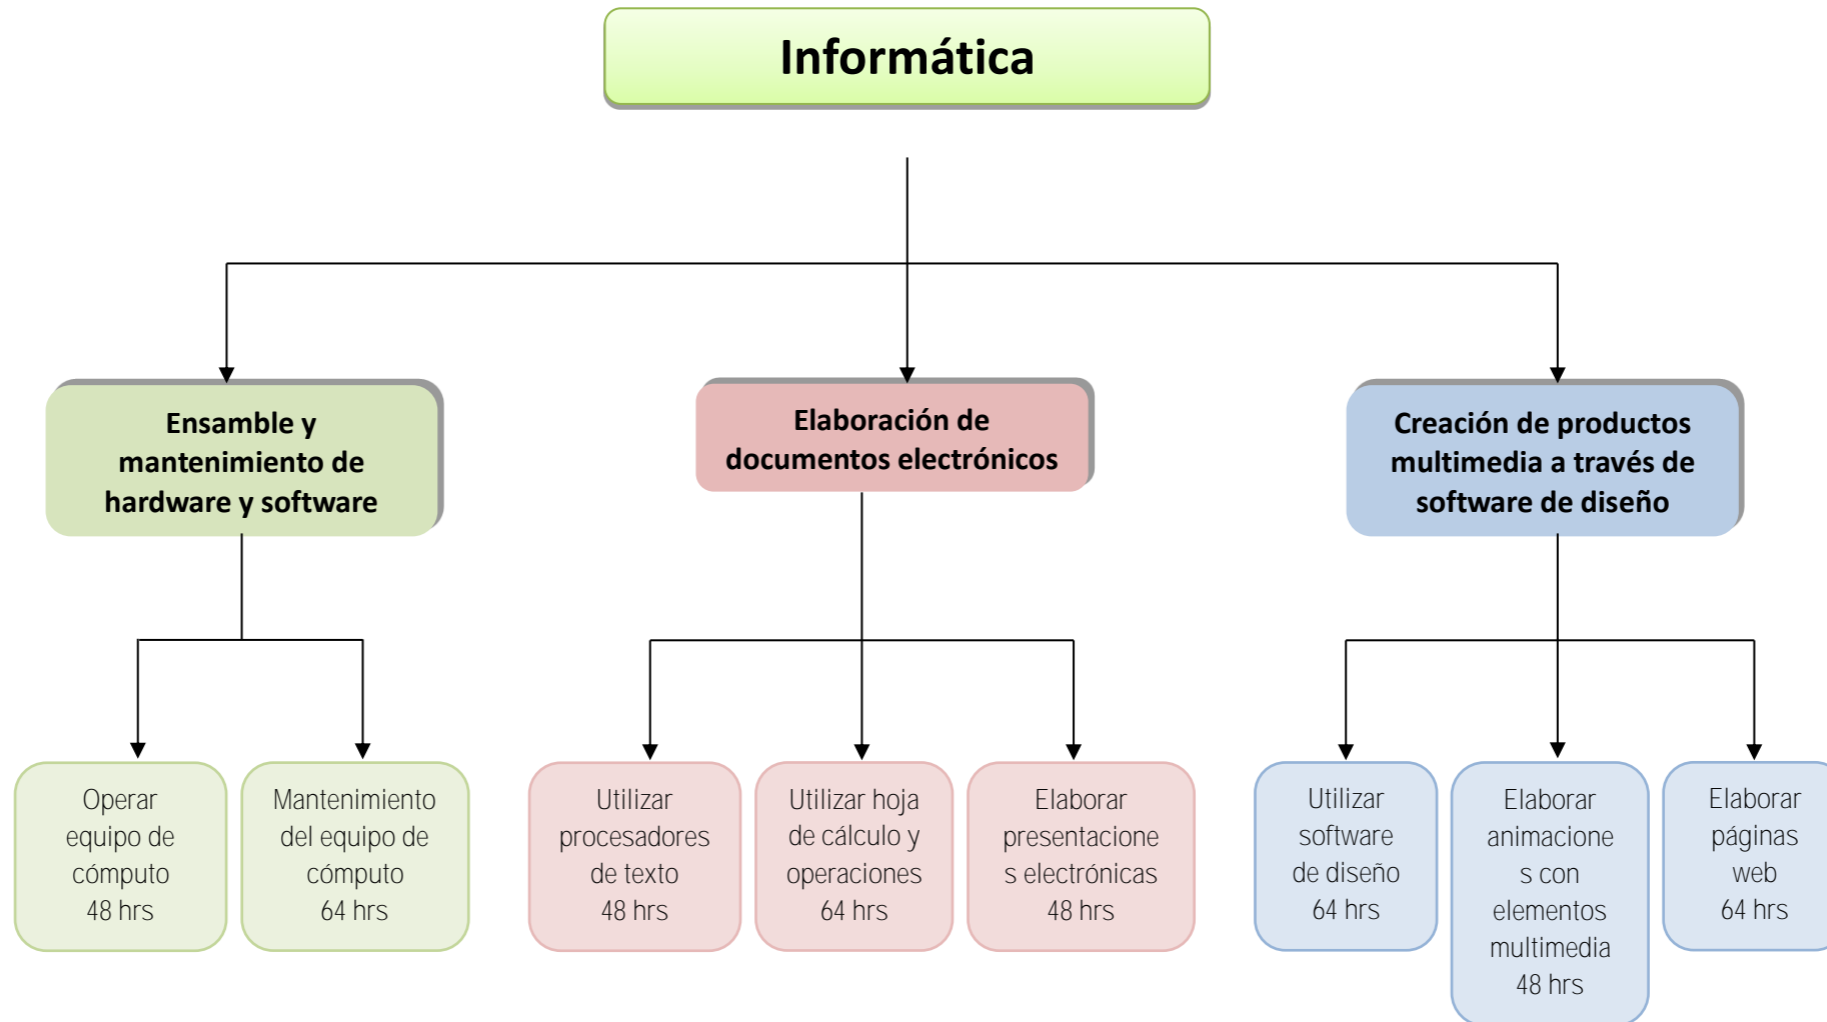 Informática
Ensamble y
mantenimiento de
hardware y software
Elaboración de
documentos electrónicos
Creación de productos
multimedia a través de
software de diseño
Operar
equipo de
cómputo
48 hrs
Mantenimiento
del equipo de
cómputo
64 hrs
Utilizar
procesadores
de texto
48 hrs
Utilizar hoja
de cálculo y
operaciones
64 hrs
Elaborar
presentacione
s electrónicas
48 hrs
Utilizar
software
de diseño
64 hrs
Elaborar
animacione
s con
elementos
multimedia
48 hrs
Elaborar
páginas
web
64 hrs